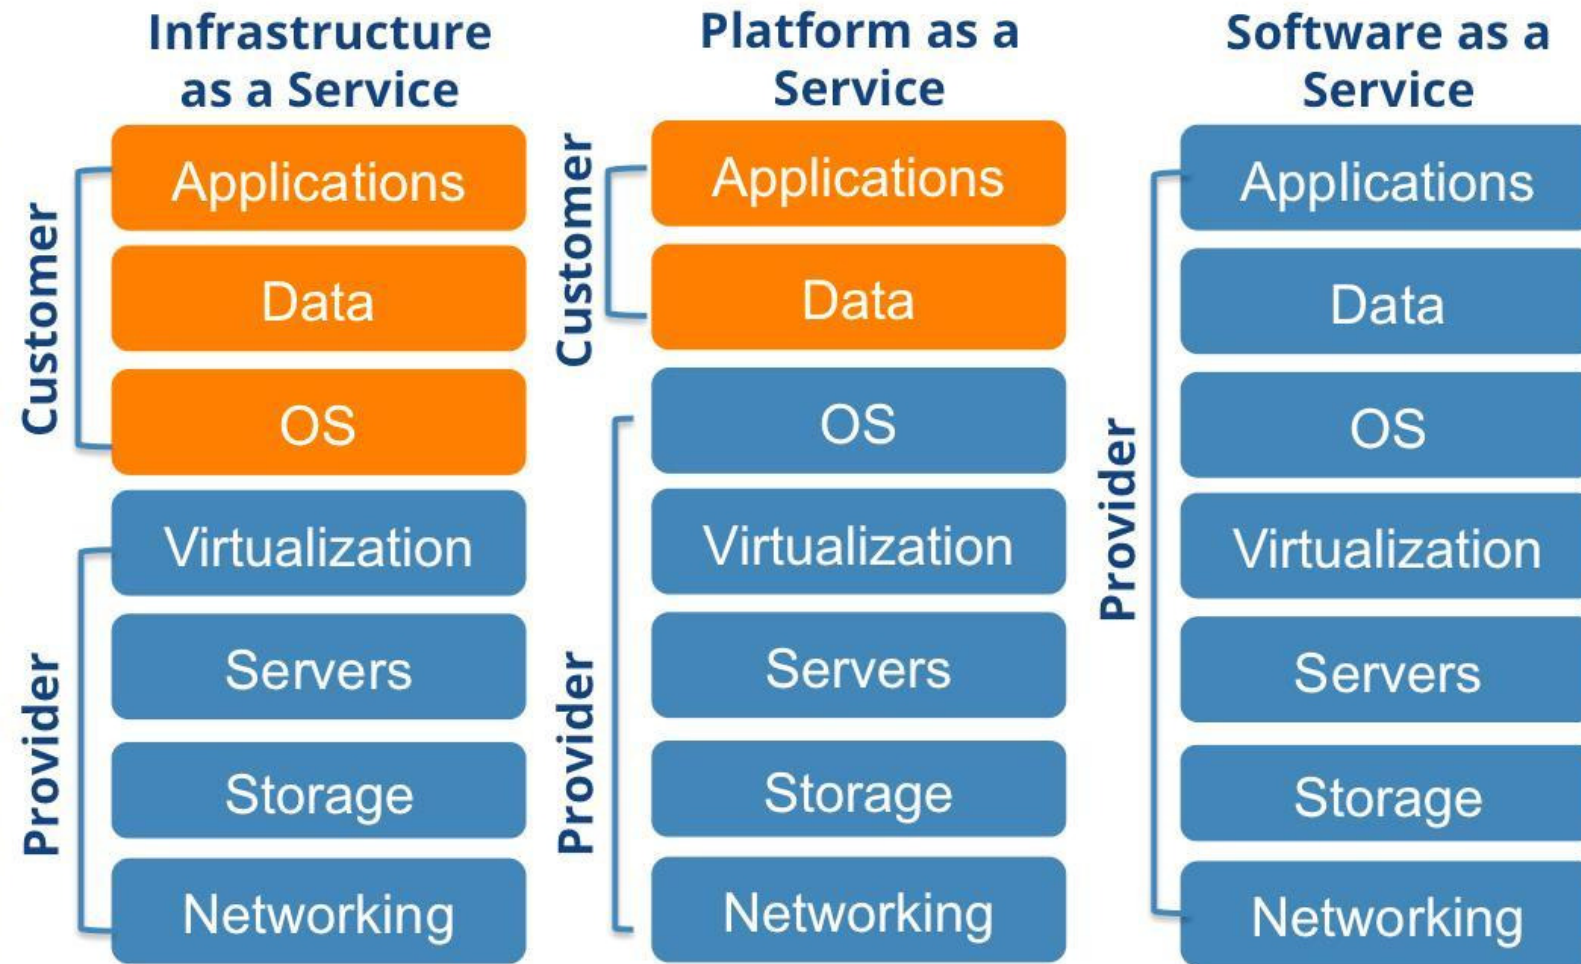 Infrastructure
as a Service
Customer
Applications
Data
OS
Provider
Virtualization
Servers
Storage
Networking
Platform as a
Service
Customer
Applications
Data
Provider
OS
Virtualization
Servers
Storage
Networking
Software as a
Service
Provider
Applications
Data
OS
Virtualization
Servers
Storage
Networking